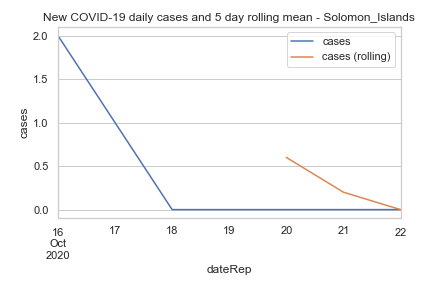 New COVID-19 daily cases and 5 day rolling mean - Solomon_Islands
cases
cases (rolling)
2.0
1.5
1.0
0.5
0.0
cases
16 17 18 19 20 21 22
Oct
2020
dateRep